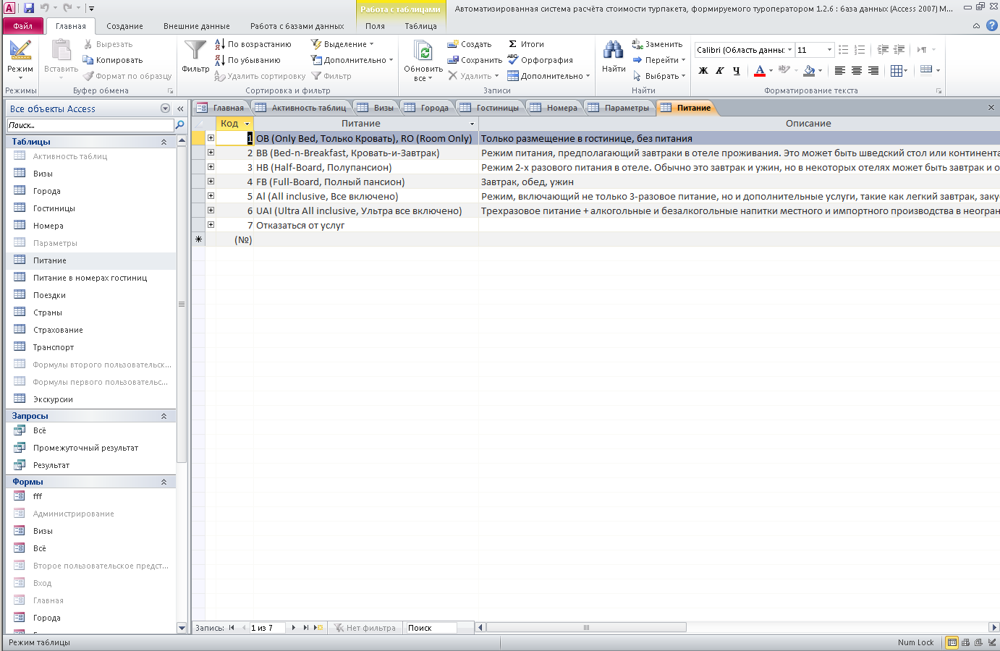 Работа с таблицами
Автоматизированная система расчёта стоимости турпакета, формируемого туроператором 1.2.6 : база данных (Access 2007) M...
Файл
Главная
Создание
Внешние данные
Работа с базами данных
Поля
Таблица
Режим
Режимы
Вставить
Вырезать
Копировать
Формат по образцу
Буфер обмена
Фильтр
По возрастанию
По убыванию
Удалить сортировку
Выделение
Дополнительно
Фильтр
Сортировка и фильтр
Обновить
все
Создать
Сохранить
Удалить
Итоги
Орфография
Дополнительно
Записи
Найти
Заменить
Перейти
Выбрать
Найти
Calibri (Область данны:
11
Ж К Ч
Форматирование текста
Все объекты Access
Поиск...
Таблицы
Активность таблиц
Визы
Города
Гостиницы
Номера
Параметры
Питание
Питание в номерах гостиниц
Поездки
Страны
Страхование
Транспорт
Формулы второго пользовательск...
Формулы первого пользовательс...
Экскурсии
Запросы
Всё
Промежуточный результат
Результат
Формы
fff
Администрирование
Визы
Всё
Второе пользовательское предст...
Вход
Главная
Города
Главная
Активность таблиц
Визы
Города
Гостиницы
Номера
Параметры
Питание
Код Питание Описание
1 OB (Only Bed, Только Кровать), RO (Room Only) Только размещение в гостинице, без питания
2 BB (Bed-n-Breakfast, Кровать-и-Завтрак) Режим питания, предполагающий завтраки в отеле проживания. Это может быть шведский стол или континента
3 HB (Half-Board, Полупансион) Режим 2-х разового питания в отеле. Обычно это завтрак и ужин, но в некоторых отелях может быть завтрак и о
4 FB (Full-Board, Полный пансион) Завтрак, обед, ужин
5 Al (All inclusive, Все включено) Режим, включающий не только 3-разовое питание, но и дополнительные услуги, такие как легкий завтрак, заку
6 UAI (Ultra All inclusive, Ультра все включено) Трехразовое питание + алкогольные и безалкогольные напитки местного и импортного производства в неогран
7 Отказаться от услуг
(№)
Запись: 1 из 7 Нет фильтра Поиск
Режим таблицы
Num Lock